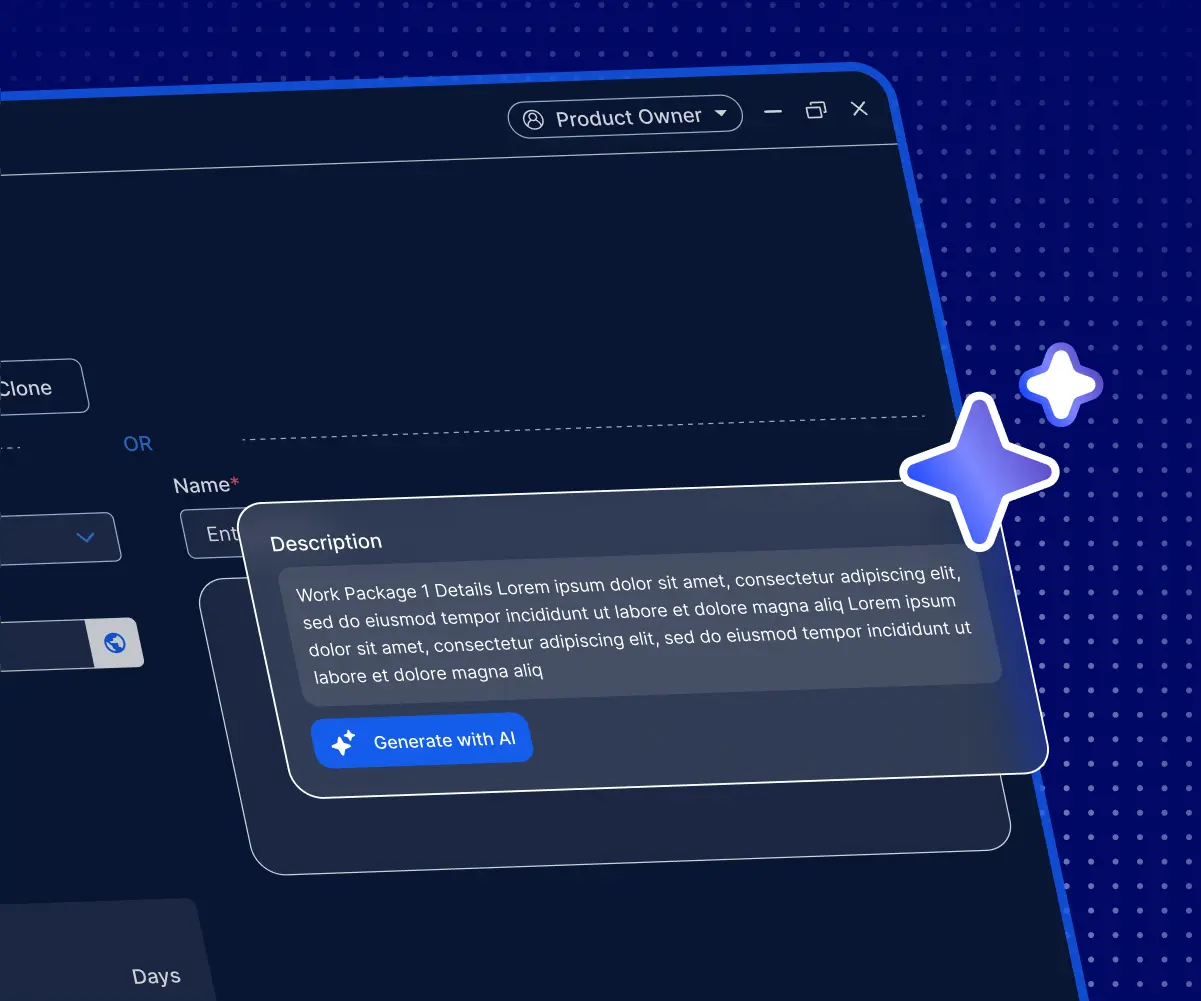 Product Owner
Clone
OR
Name*
Ent
Description
Work Package 1 Details Lorem ipsum dolor sit amet, consectetur adipiscing elit,
sed do eiusmod tempor incididunt ut labore et dolore magna aliq Lorem ipsum
dolor sit amet, consectetur adipiscing elit, sed do eiusmod tempor incididunt ut
labore et dolore magna aliq
Generate with AI
Days